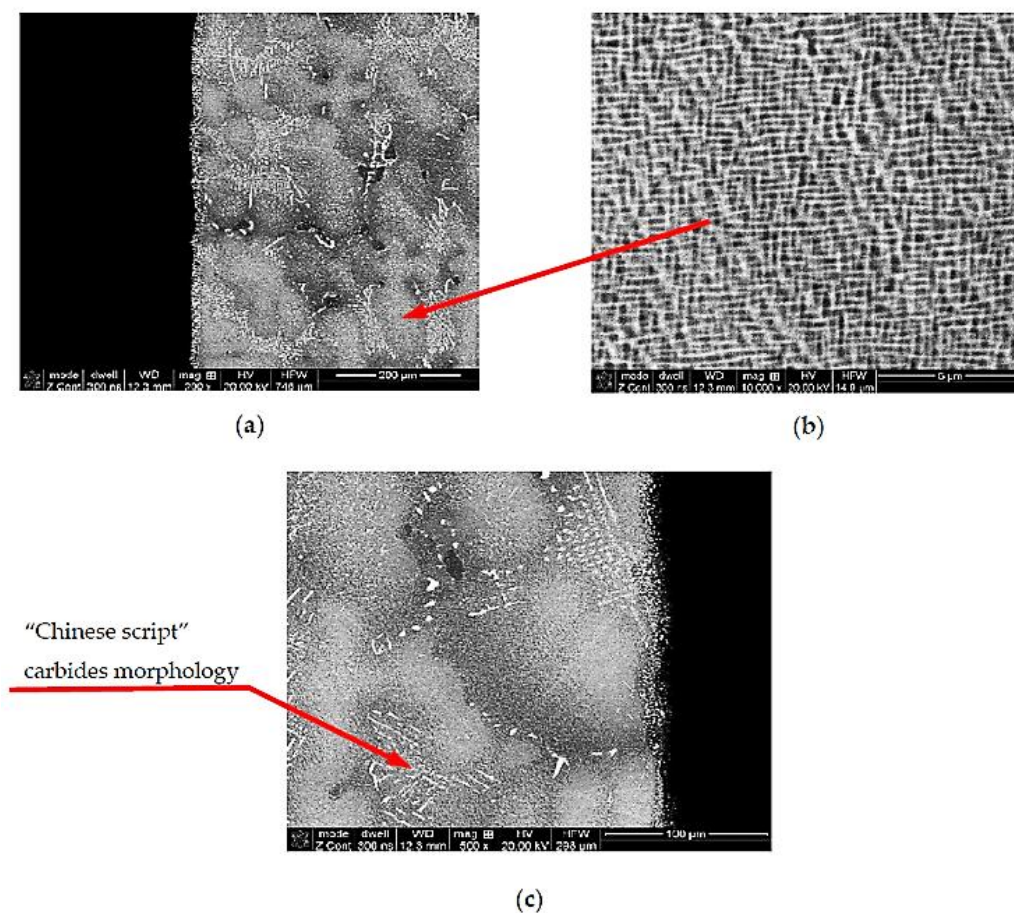 mode dwell WD mag HV HFW 200 µm
Z Cont 300 ns 12.3 mm 200 x 20.00 kV 746 µm
(a)
mode dwell WD mag HV HFW 5 µm
Z Cont 300 ns 12.3 mm 10 000 x 20.00 kV 14.9 µm
(b)
“Chinese script”
carbides morphology
mode dwell WD mag HV HFW 100 µm
Z Cont 300 ns 12.3 mm 500 x 20.00 kV 298 µm
(c)